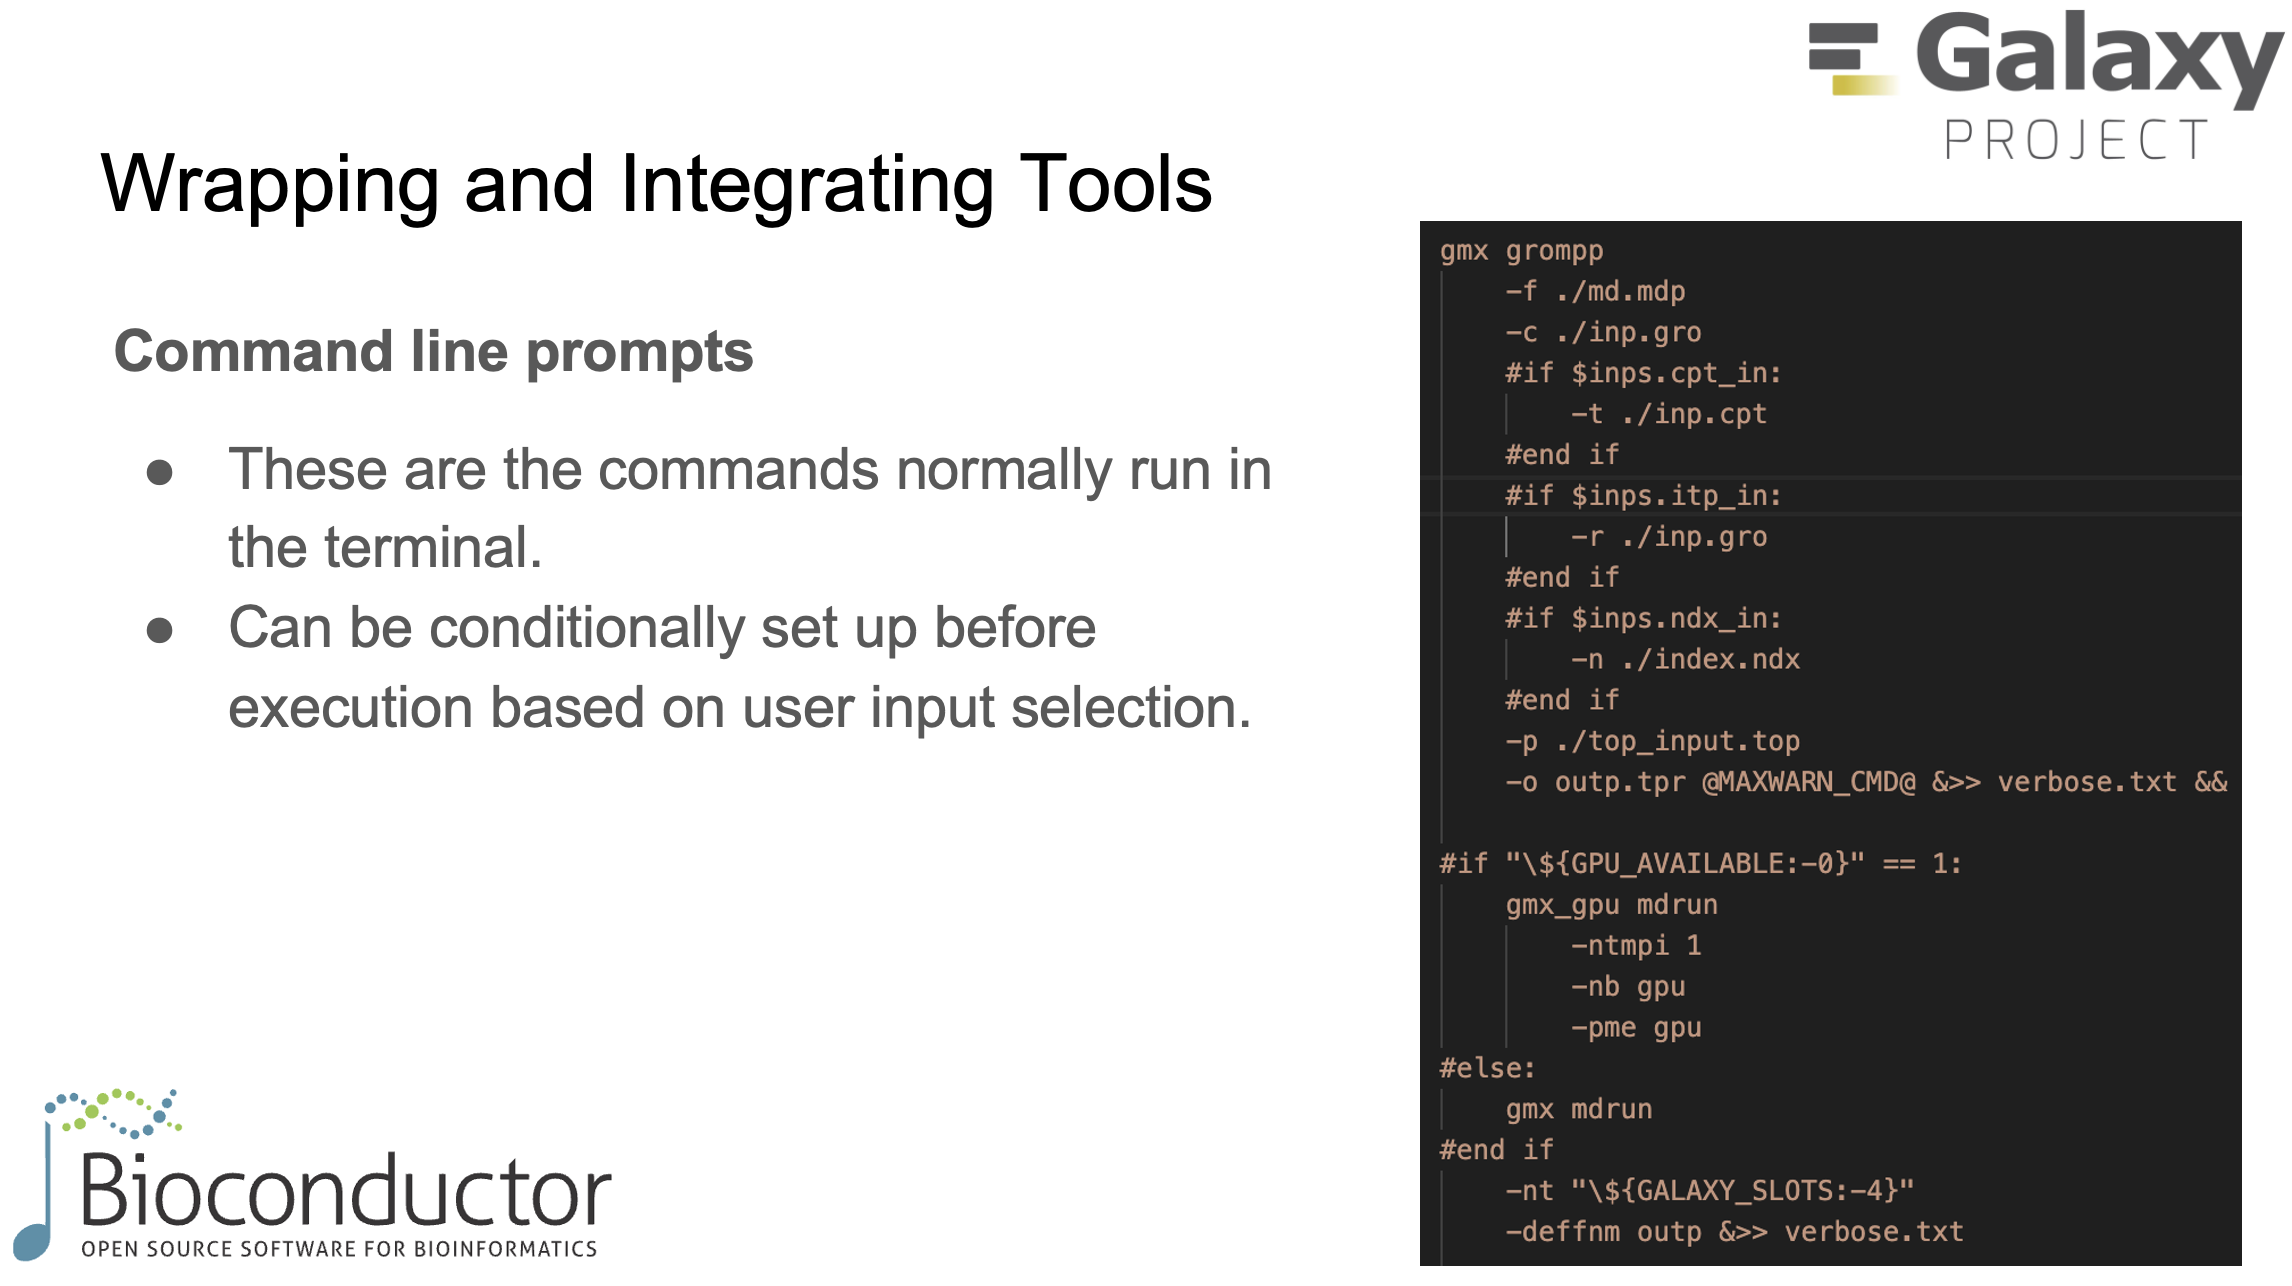 Galaxy
PROJECT
Wrapping and Integrating Tools
Command line prompts
● These are the commands normally run in
the terminal.
● Can be conditionally set up before
execution based on user input selection.
gmx grompp
-f ./md.mdp
-c ./inp.gro
#if $inps.cpt_in:
-t ./inp.cpt
#end if
#if $inps.itp_in:
-r ./inp.gro
#end if
#if $inps.ndx_in:
-n ./index.ndx
#end if
-p ./top_input.top
-o outp.tpr @MAXWARN_CMD@ &>> verbose.txt &&
#if "\${GPU_AVAILABLE:-0}" == 1:
gmx_gpu mdrun
-ntmpi 1
-nb gpu
-pme gpu
#else:
gmx mdrun
#end if
-nt "\${GALAXY_SLOTS:-4}"
-deffnm outp &>> verbose.txt
Bioconductor
OPEN SOURCE SOFTWARE FOR BIOINFORMATICS